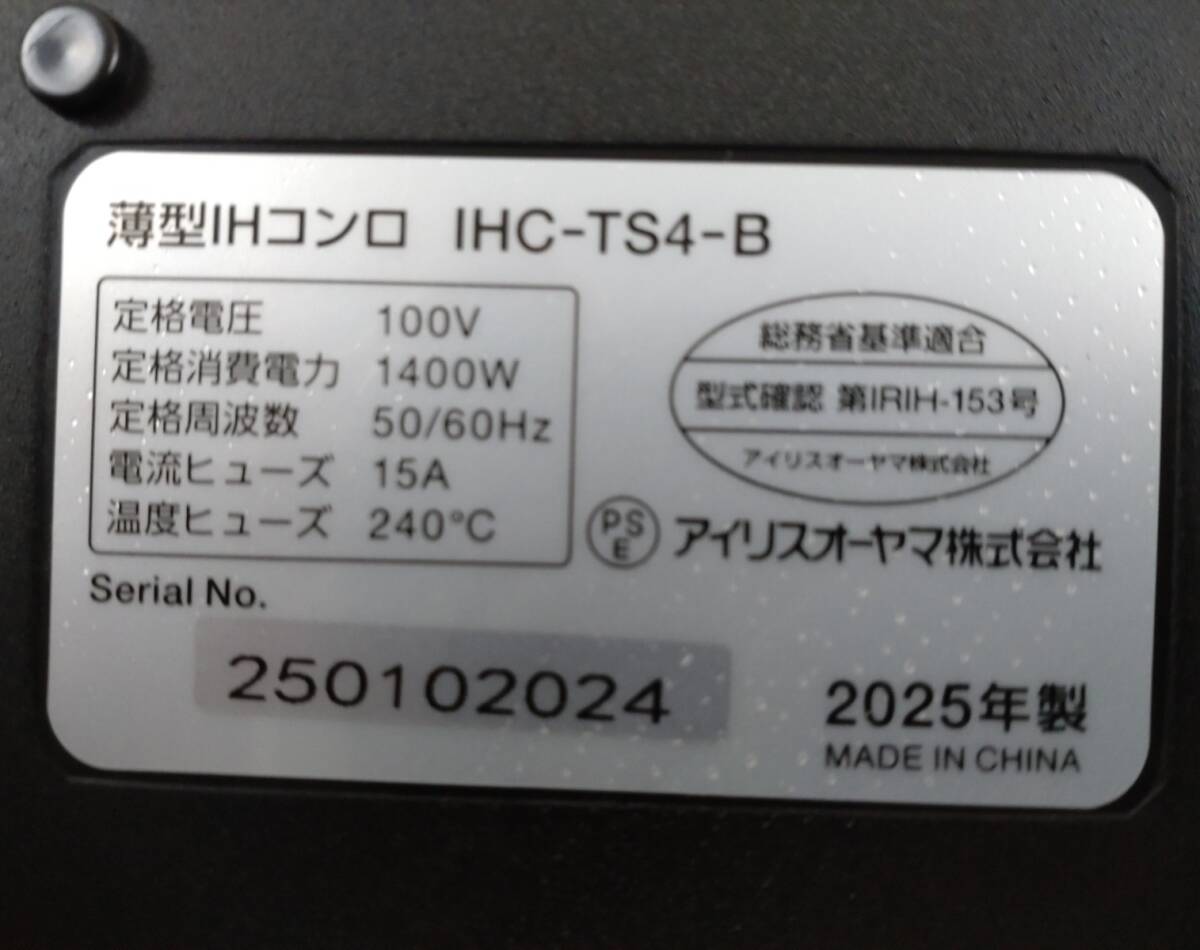 薄型IHコンロ IHC-TS4-B
定格電圧 100V
定格消費電力 1400W
定格周波数 50/60Hz
電流ヒューズ 15A
温度ヒューズ 240℃
総務省基準適合
型式確認 第IRIH-153号
アイリスオーヤマ株式会社
PS
E
アイリスオーヤマ株式会社
Serial No.
250102024
2025年製
MADE IN CHINA